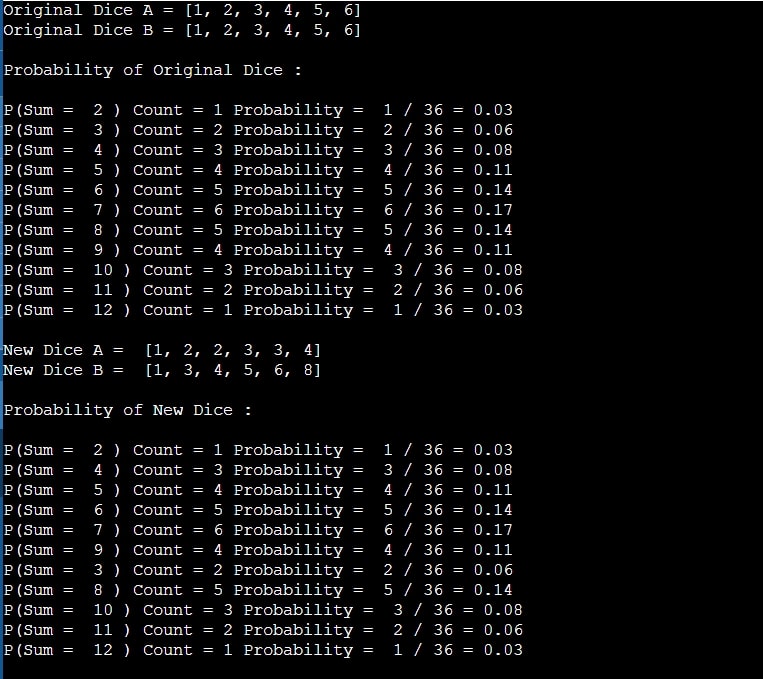 Original Dice A = [1, 2, 3, 4, 5, 6]
Original Dice B = [1, 2, 3, 4, 5, 6]
Probability of Original Dice :
P(Sum =  2 ) Count = 1 Probability =  1 / 36 = 0.03
P(Sum =  3 ) Count = 2 Probability =  2 / 36 = 0.06
P(Sum =  4 ) Count = 3 Probability =  3 / 36 = 0.08
P(Sum =  5 ) Count = 4 Probability =  4 / 36 = 0.11
P(Sum =  6 ) Count = 5 Probability =  5 / 36 = 0.14
P(Sum =  7 ) Count = 6 Probability =  6 / 36 = 0.17
P(Sum =  8 ) Count = 5 Probability =  5 / 36 = 0.14
P(Sum =  9 ) Count = 4 Probability =  4 / 36 = 0.11
P(Sum =  10 ) Count = 3 Probability =  3 / 36 = 0.08
P(Sum =  11 ) Count = 2 Probability =  2 / 36 = 0.06
P(Sum =  12 ) Count = 1 Probability =  1 / 36 = 0.03
New Dice A =  [1, 2, 2, 3, 3, 4]
New Dice B =  [1, 3, 4, 5, 6, 8]
Probability of New Dice :
P(Sum =  2 ) Count = 1 Probability =  1 / 36 = 0.03
P(Sum =  4 ) Count = 3 Probability =  3 / 36 = 0.08
P(Sum =  5 ) Count = 4 Probability =  4 / 36 = 0.11
P(Sum =  6 ) Count = 5 Probability =  5 / 36 = 0.14
P(Sum =  7 ) Count = 6 Probability =  6 / 36 = 0.17
P(Sum =  9 ) Count = 4 Probability =  4 / 36 = 0.11
P(Sum =  3 ) Count = 2 Probability =  2 / 36 = 0.06
P(Sum =  8 ) Count = 5 Probability =  5 / 36 = 0.14
P(Sum =  10 ) Count = 3 Probability =  3 / 36 = 0.08
P(Sum =  11 ) Count = 2 Probability =  2 / 36 = 0.06
P(Sum =  12 ) Count = 1 Probability =  1 / 36 = 0.03